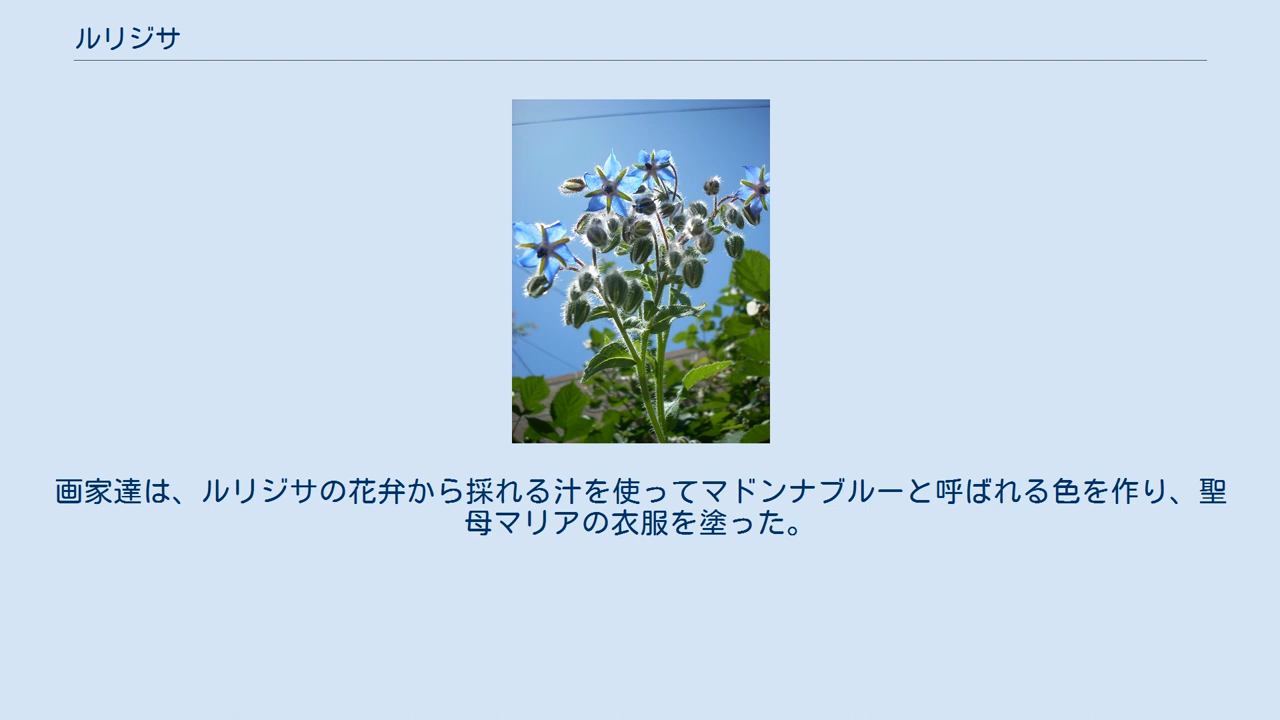 ルリジサ
画家達は、ルリジサの花弁から採れる汁を使ってマドンナブルーと呼ばれる色を作り、聖
母マリアの衣服を塗った。